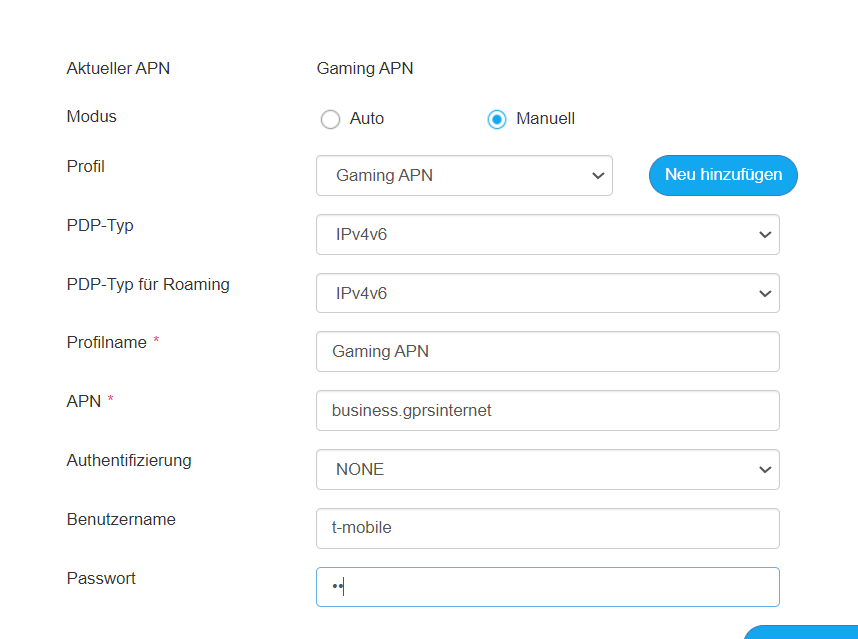 Aktueller APN Gaming APN
Modus Auto Manuell
Profil Gaming APN Neu hinzufügen
PDP-Typ IPv4v6
PDP-Typ für Roaming IPv4v6
Profilname * Gaming APN
APN * business.gprsinternet
Authentifizierung NONE
Benutzername t-mobile
Passwort ••